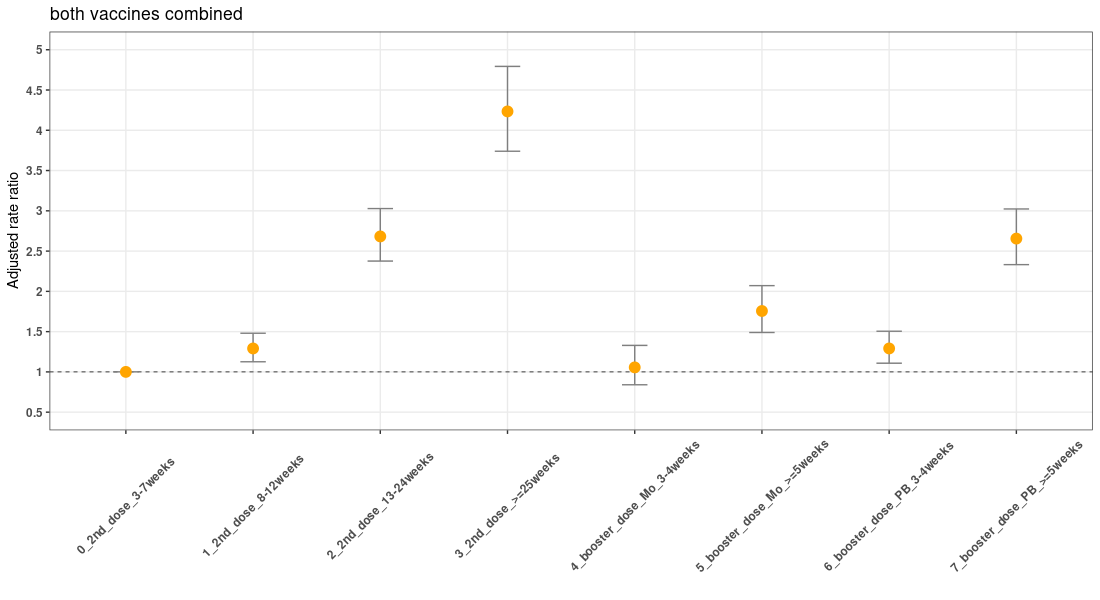 both vaccines combined
Adjusted rate ratio
5
4.5
4
3.5
3
2.5
2
1.5
1
0.5
0_2nd_dose_3-7weeks
1_2nd_dose_8-12weeks
2_2nd_dose_13-24weeks
3_2nd_dose_>=25weeks
4_booster_dose_Mo_3-4weeks
5_booster_dose_Mo_>=5weeks
6_booster_dose_PB_3-4weeks
7_booster_dose_PB_>=5weeks